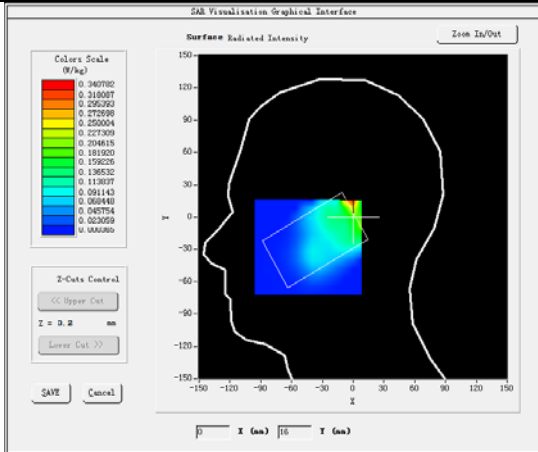 SAR Visualisation Graphical Interface
Surface Radiated Intensity
Zoom In/Out
Colors Scale
(W/kg)
0.340782
0.318087
0.295393
0.272698
0.250004
0.227309
0.204615
0.181920
0.159226
0.136532
0.113837
0.091143
0.068448
0.045754
0.023059
0.000365
Z-Cuts Control
<< Upper Cut
Z = 3.2 mm
Lower Cut >>
SAVE
Cancel
150
120
90
60
30
0
-30
-60
-90
-120
-150
Y
-150 -120 -90 -60 -30 0 30 60 90 120 150
X
0 X (mm) 16 Y (mm)